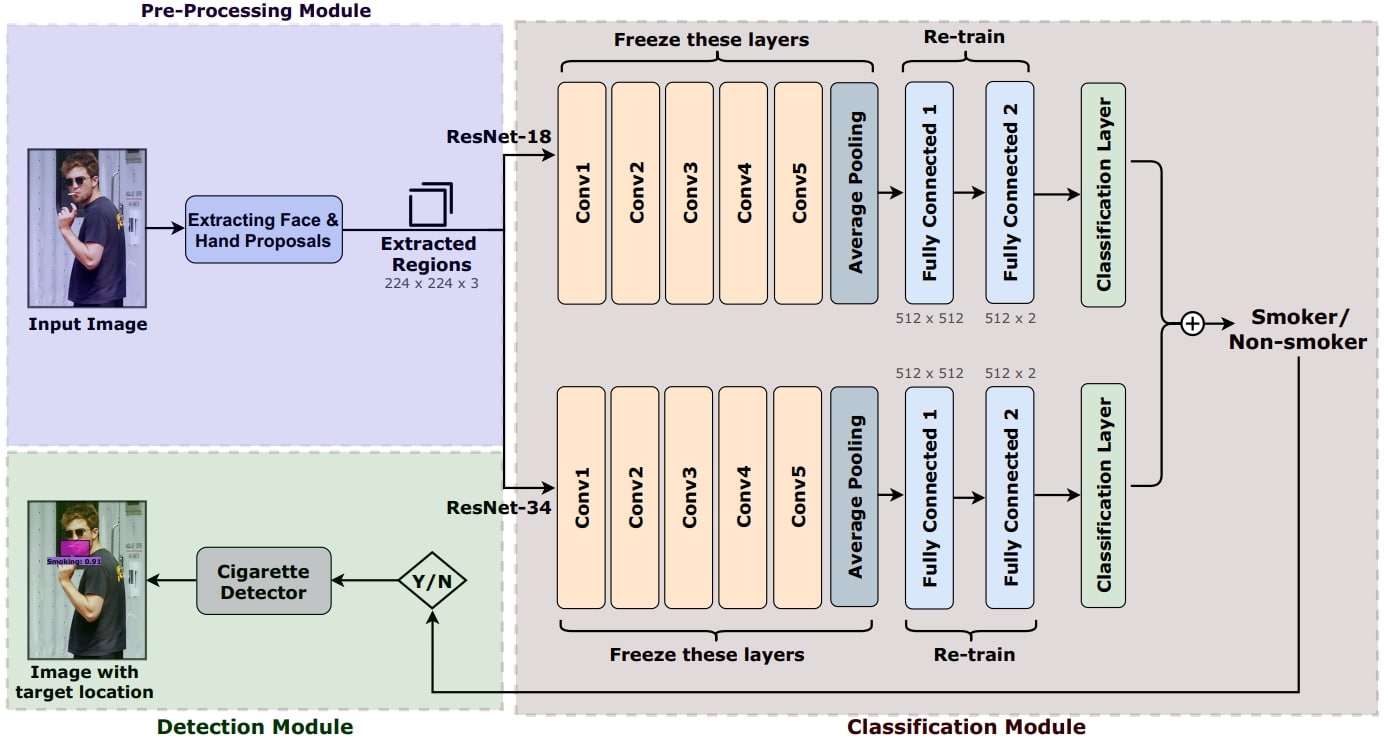 Pre-Processing Module
Input Image
Extracting Face &
Hand Proposals
Extracted
Regions
224 x 224 x 3
ResNet-18
Freeze these layers
Re-train
Conv1
Conv2
Conv3
Conv4
Conv5
Average Pooling
Fully Connected 1
Fully Connected 2
Classification Layer
512 x 512
512 x 2
Smoker/
Non-smoker
ResNet-34
512 x 512
512 x 2
Conv1
Conv2
Conv3
Conv4
Conv5
Average Pooling
Fully Connected 1
Fully Connected 2
Classification Layer
Freeze these layers
Re-train
Classification Module
Y/N
Cigarette
Detector
Smoking: 0.91
Image with
target location
Detection Module